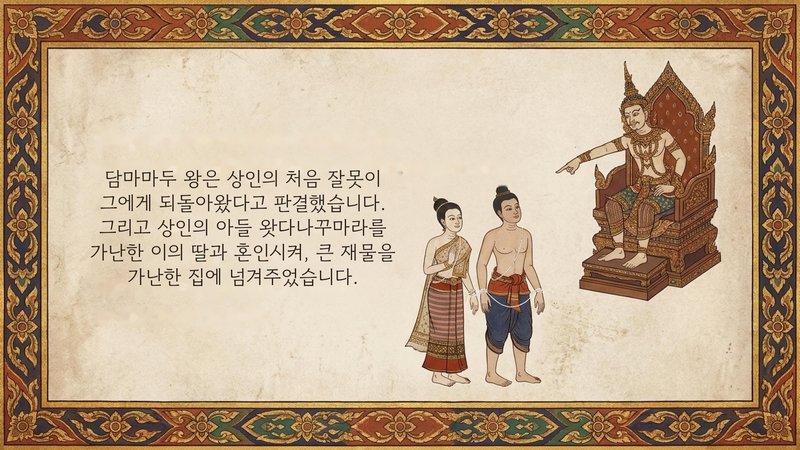 담마마두 왕은 상인의 처음 잘못이
그에게 되돌아왔다고 판결했습니다.
그리고 상인의 아들 왓다나꾸마라를
가난한 이의 딸과 혼인시켜, 큰 재물을
가난한 집에 넘겨주었습니다.